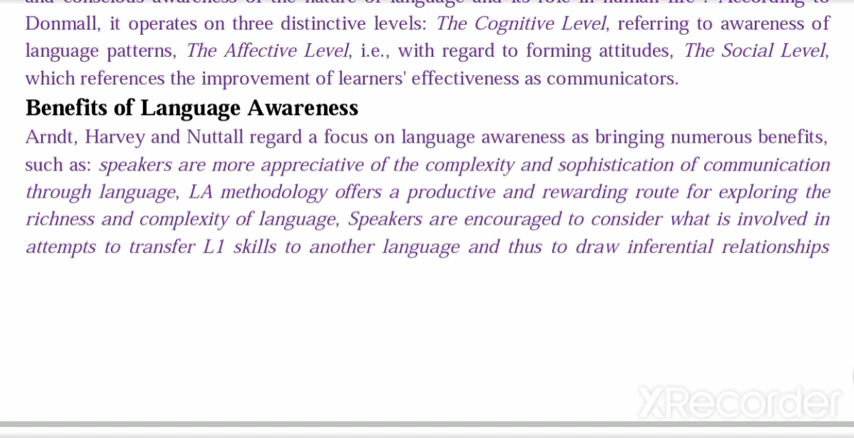 Donmall, it operates on three distinctive levels: The Cognitive Level, referring to awareness of
language patterns, The Affective Level, i.e., with regard to forming attitudes, The Social Level,
which references the improvement of learners' effectiveness as communicators.
Benefits of Language Awareness
Arndt, Harvey and Nuttall regard a focus on language awareness as bringing numerous benefits,
such as: speakers are more appreciative of the complexity and sophistication of communication
through language, LA methodology offers a productive and rewarding route for exploring the
richness and complexity of language, Speakers are encouraged to consider what is involved in
attempts to transfer L1 skills to another language and thus to draw inferential relationships
XRecorder